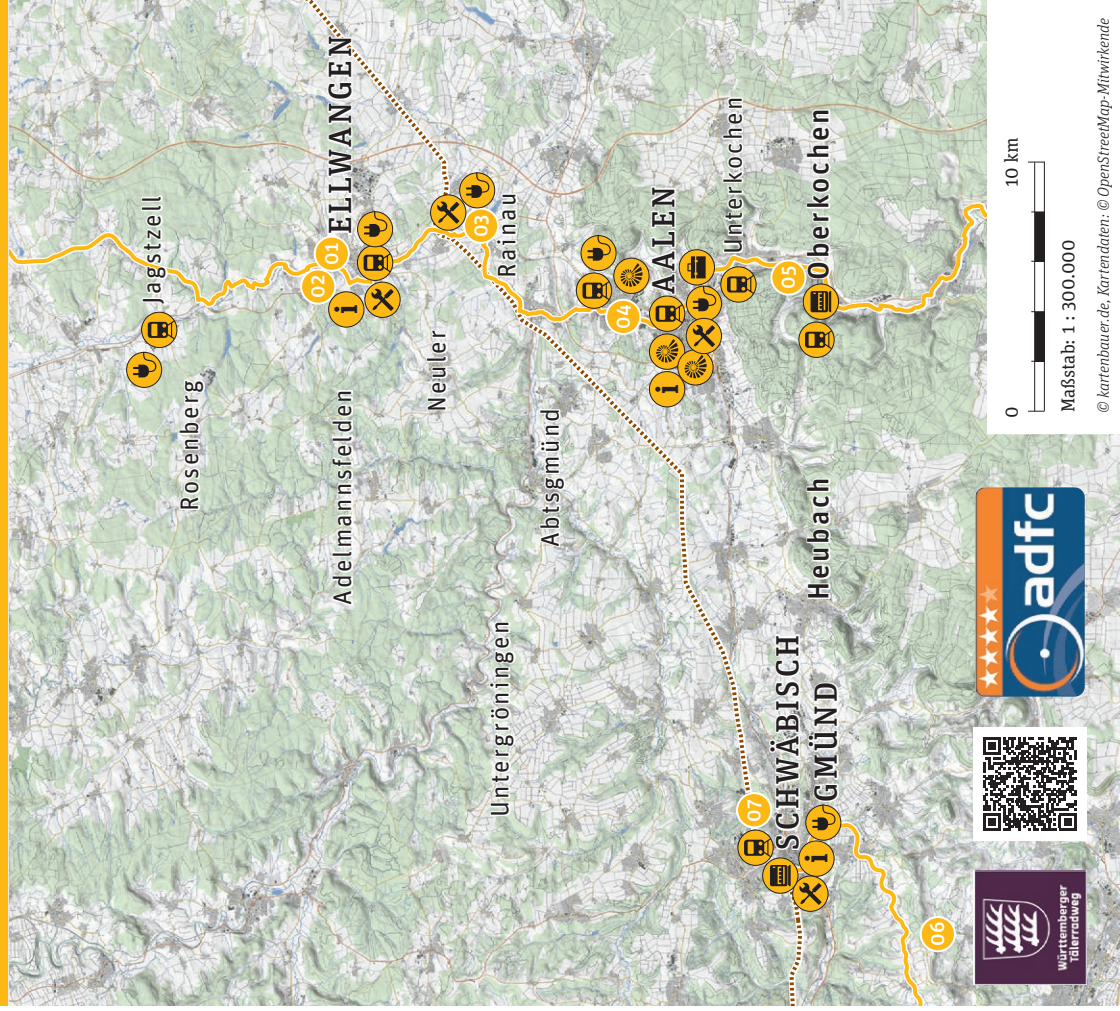 Jagstzell
Rosenberg
02
01
ELLWANGEN
i
Adelmannsfelden
Neuler
03
Rainau
Untergröningen
Abtsgmünd
04
AALEN
i
Unterkochen
05
Oberkochen
Heubach
07
SCHWÄBISCH
GMÜND
i
06
Württemberger
Tälerradweg
adfc
0
10 km
Maßstab: 1 : 300.000
© kartenbauer.de, Kartendaten: © OpenStreetMap-Mitwirkende